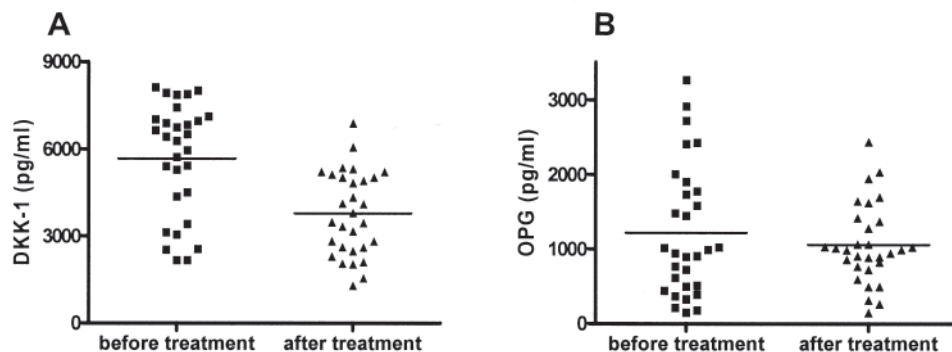 A
DKK-1 (pg/ml)
9000
6000
3000
0
before treatment
after treatment
B
OPG (pg/ml)
3000
2000
1000
0
before treatment
after treatment